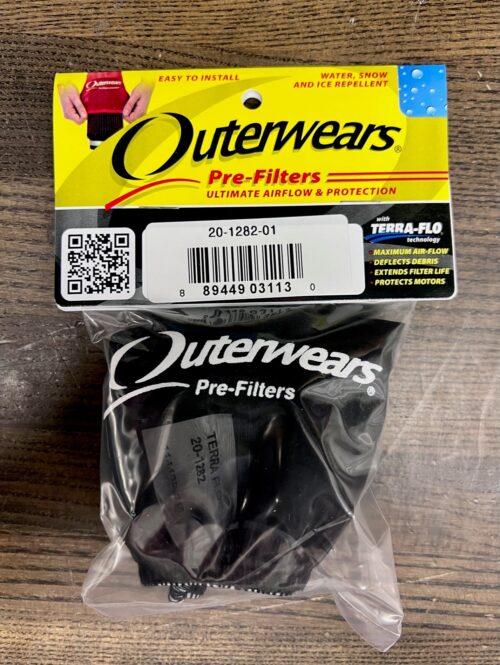 EASY TO INSTALL
WATER, SNOW
AND ICE REPELLENT
Outerwears
Outerwears®
Pre-Filters
ULTIMATE AIRFLOW & PROTECTION
20-1282-01
8 89449 03113 0
with
TERRA-FLO
technology
MAXIMUM AIR-FLOW
DEFLECTS DEBRIS
EXTENDS FILTER LIFE
PROTECTS MOTORS
Outerwears®
Pre-Filters
20-1282